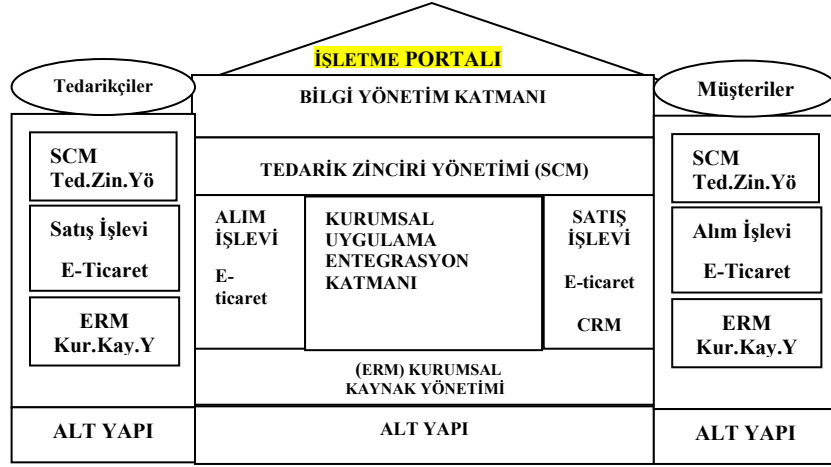 İŞLETME PORTALI
Tedarikçiler
BİLGİ YÖNETİM KATMANI
Müşteriler
SCM
Ted.Zin.Yö
Satış İşlevi
E-Ticaret
ERM
Kur.Kay.Y
ALT YAPI
TEDARİK ZİNCİRİ YÖNETİMİ (SCM)
ALIM
İŞLEVİ
E-
ticaret
KURUMSAL
UYGULAMA
ENTEGRASYON
KATMANI
SATIŞ
İŞLEVİ
E-ticaret
CRM
(ERM) KURUMSAL
KAYNAK YÖNETİMİ
ALT YAPI
SCM
Ted.Zin.Yö
Alım İşlevi
E-Ticaret
ERM
Kur.Kay.Y
ALT YAPI